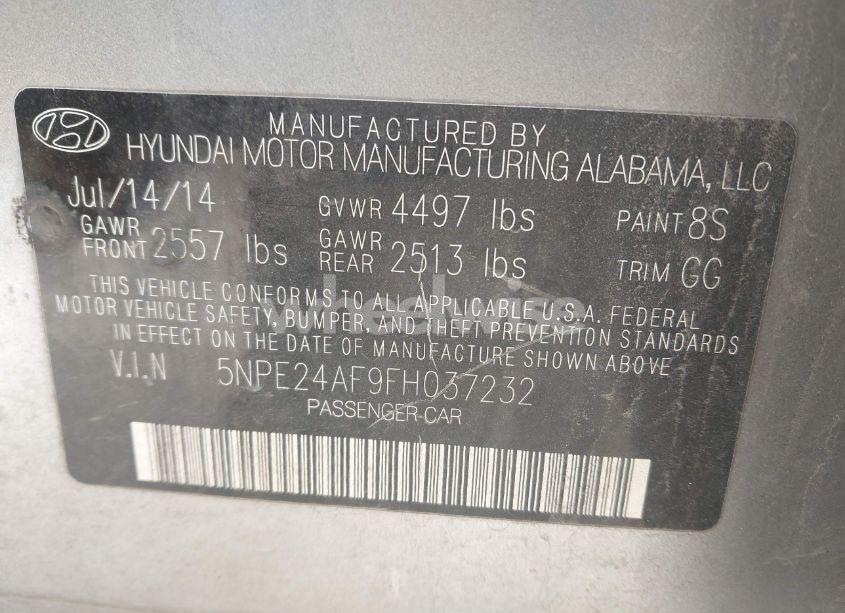 MANUFACTURED BY
HYUNDAI MOTOR MANUFACTURING ALABAMA, LLC
Jul/14/14 GVWR 4497 lbs PAINT 8S
GAWR FRONT 2557 lbs GAWR REAR 2513 lbs TRIM GG
THIS VEHICLE CONFORMS TO ALL APPLICABLE U.S.A. FEDERAL
MOTOR VEHICLE SAFETY, BUMPER, AND THEFT PREVENTION STANDARDS
IN EFFECT ON THE DATE OF MANUFACTURE SHOWN ABOVE
V.I.N 5NPE24AF9FH037232
PASSENGER CAR
wheelwise